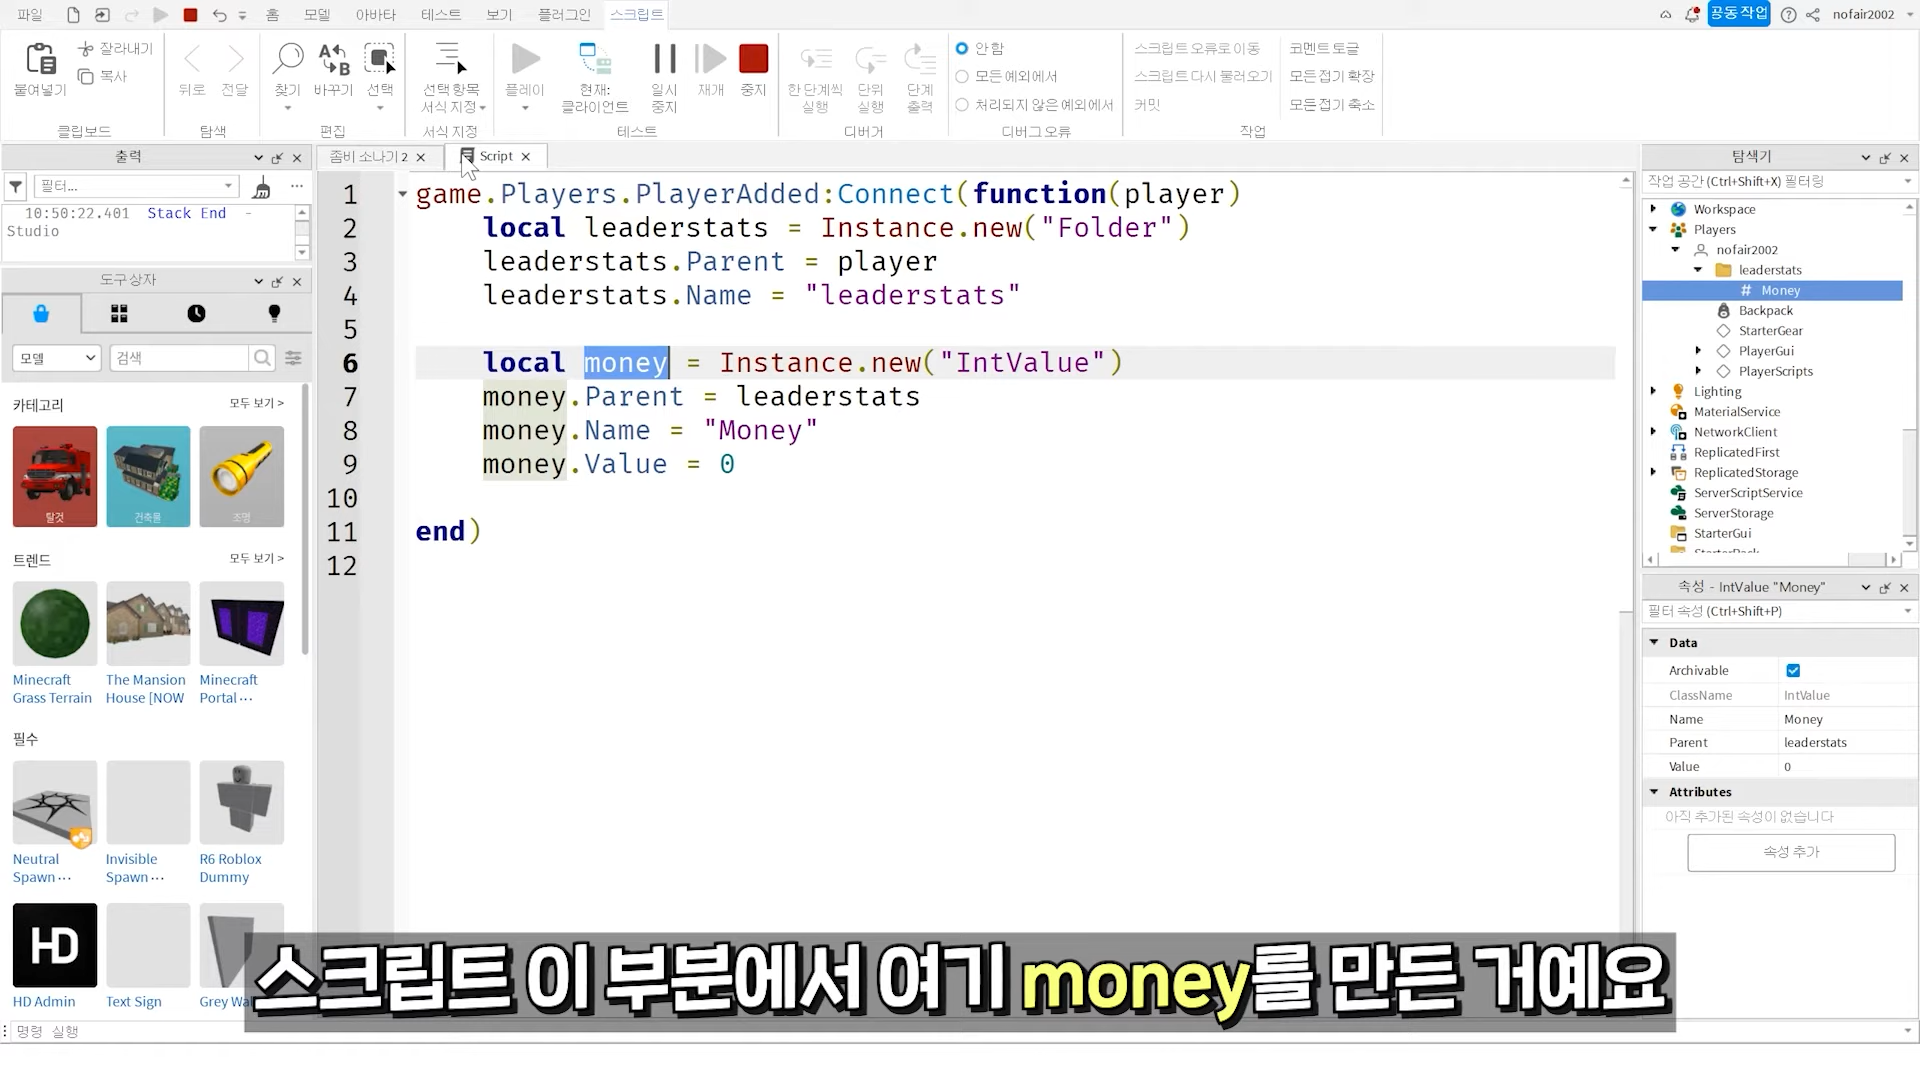 파일 홈 모델 아바타 테스트 보기 플러그인 스크립트 공동 작업 nofair2002
붙여넣기 잘라내기 복사 클립보드
뒤로 전달 탐색
찾기 바꾸기 선택 편집
선택 항목 서식 지정 서식 지정
플레이 현재: 클라이언트 일시 중지 재개 중지 테스트
한 단계씩 실행 단위 실행 단계 출력 디버거
안 함
모든 예외에서
처리되지 않은 예외에서
디버그 오류
스크립트 오류로 이동
스크립트 다시 불러오기
커밋
코멘트 토글
모든 접기 확장
모든 접기 축소
작업
출력
필터...
10:50:22.401 Stack End -
Studio
도구상자
모델 검색
카테고리 모두 보기 >
탈것 건축물 조명
트렌드 모두 보기 >
Minecraft Grass Terrain
The Mansion House [NOW
Minecraft Portal ...
필수
Neutral Spawn ...
Invisible Spawn ...
R6 Roblox Dummy
HD
HD Admin Text Sign Grey Wa
명령 실행
좀비 소나기 2 Script
1 game.Players.PlayerAdded:Connect(function(player)
2 local leaderstats = Instance.new("Folder")
3 leaderstats.Parent = player
4 leaderstats.Name = "leaderstats"
5
6 local money = Instance.new("IntValue")
7 money.Parent = leaderstats
8 money.Name = "Money"
9 money.Value = 0
10
11 end)
12
탐색기
작업 공간 (Ctrl+Shift+X) 필터링
Workspace
Players
nofair2002
leaderstats
# Money
Backpack
StarterGear
PlayerGui
PlayerScripts
Lighting
MaterialService
NetworkClient
ReplicatedFirst
ReplicatedStorage
ServerScriptService
ServerStorage
StarterGui
StarterPack
속성 - IntValue "Money"
필터 속성 (Ctrl+Shift+P)
Data
Archivable
ClassName IntValue
Name Money
Parent leaderstats
Value 0
Attributes
아직 추가된 속성이 없습니다
속성 추가
스크립트 이 부분에서 여기 money를 만든 거예요